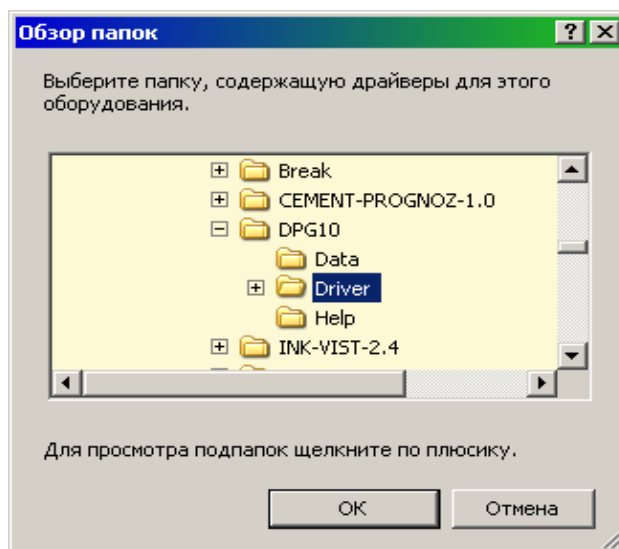 Обзор папок
Выберите папку, содержащую драйверы для этого
оборудования.
Break
CEMENT-PROGNOZ-1.0
DPG10
Data
Driver
Help
INK-VIST-2.4
Для просмотра подпапок щелкните по плюсику.
ОК
Отмена